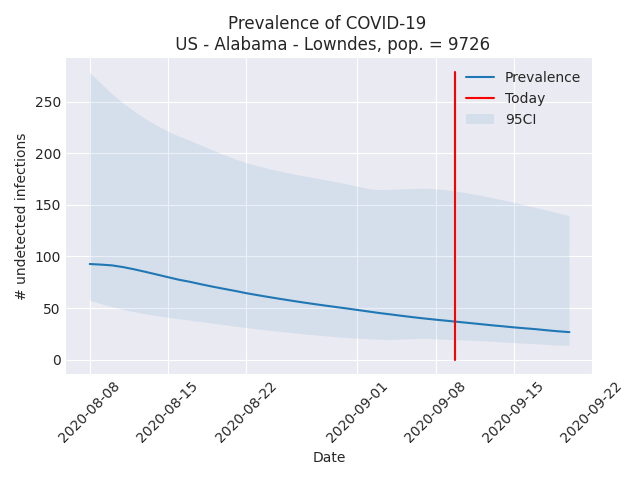 Prevalence of COVID-19
US - Alabama - Lowndes, pop. = 9726
# undetected infections
250
200
150
100
50
0
Prevalence
Today
95CI
2020-08-08
2020-08-15
2020-08-22
2020-09-01
2020-09-08
2020-09-15
2020-09-22
Date